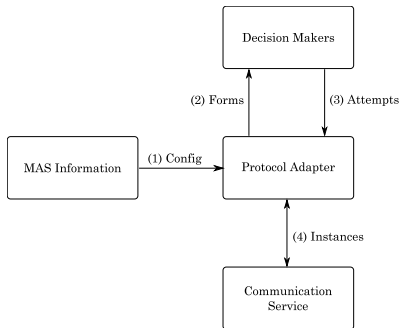 Decision Makers
(2) Forms
(3) Attempts
MAS Information
(1) Config
Protocol Adapter
(4) Instances
Communication
Service